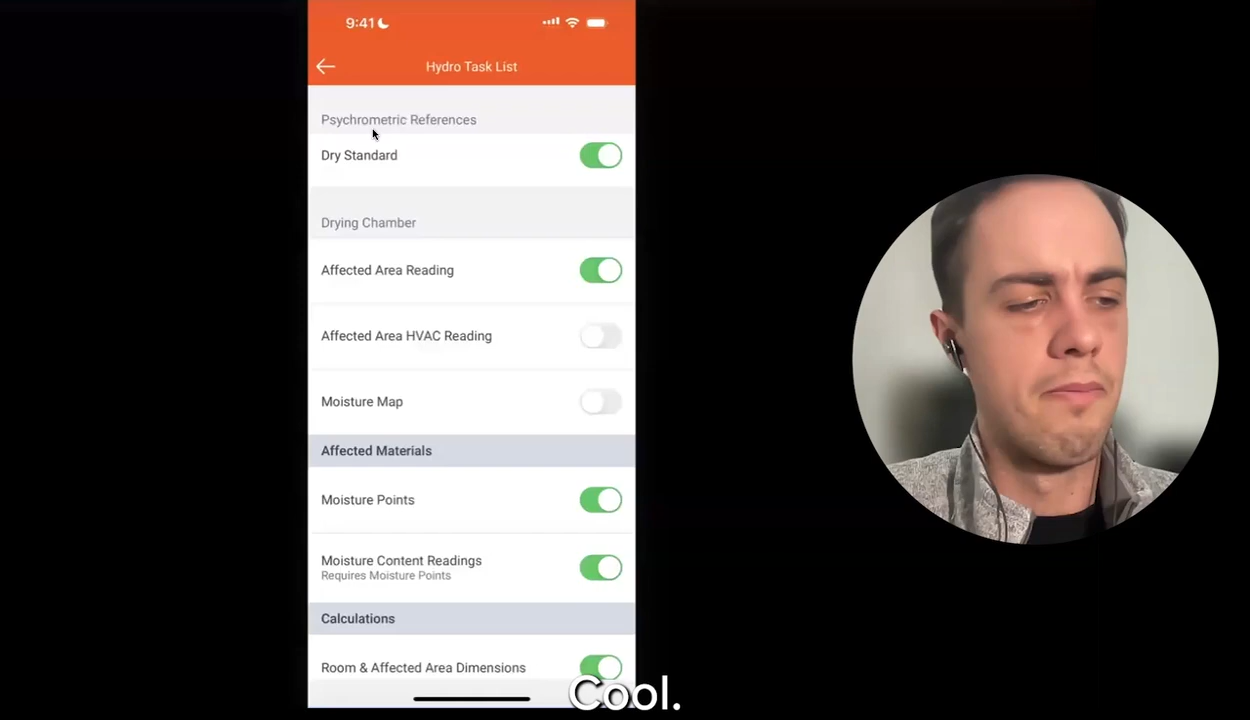 9:41
Hydro Task List
Psychrometric References
Dry Standard
Drying Chamber
Affected Area Reading
Affected Area HVAC Reading
Moisture Map
Affected Materials
Moisture Points
Moisture Content Readings
Requires Moisture Points
Calculations
Room & Affected Area Dimensions
Cool.